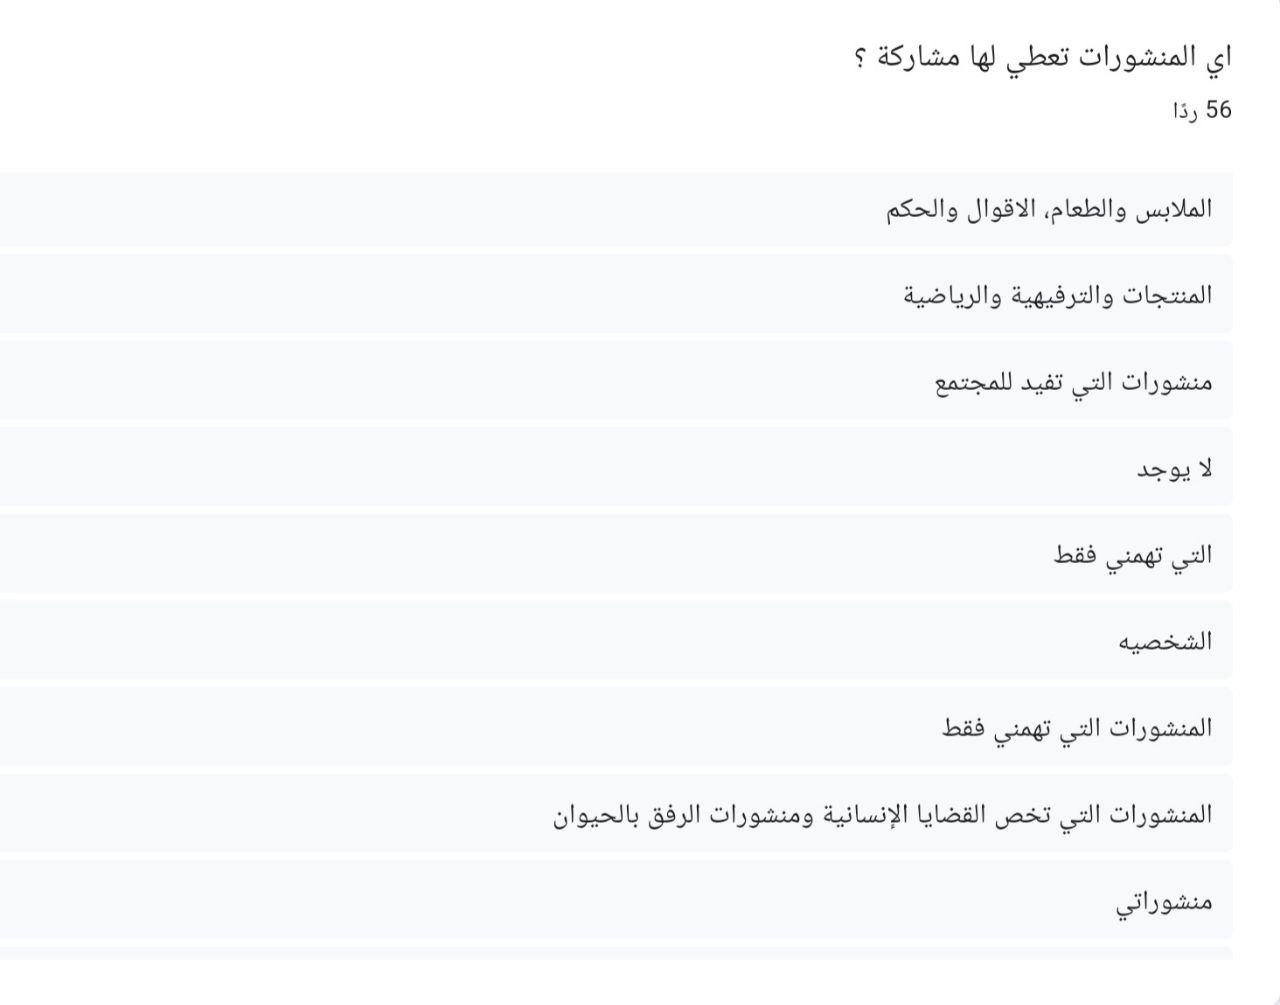 اي المنشورات تعطي لها مشاركة ؟
56 ردًا
الملابس والطعام، الاقوال والحكم
المنتجات والترفيهية والرياضية
منشورات التي تفيد للمجتمع
لا يوجد
التي تهمني فقط
الشخصيه
المنشورات التي تهمني فقط
المنشورات التي تخص القضايا الإنسانية ومنشورات الرفق بالحيوان
منشوراتي